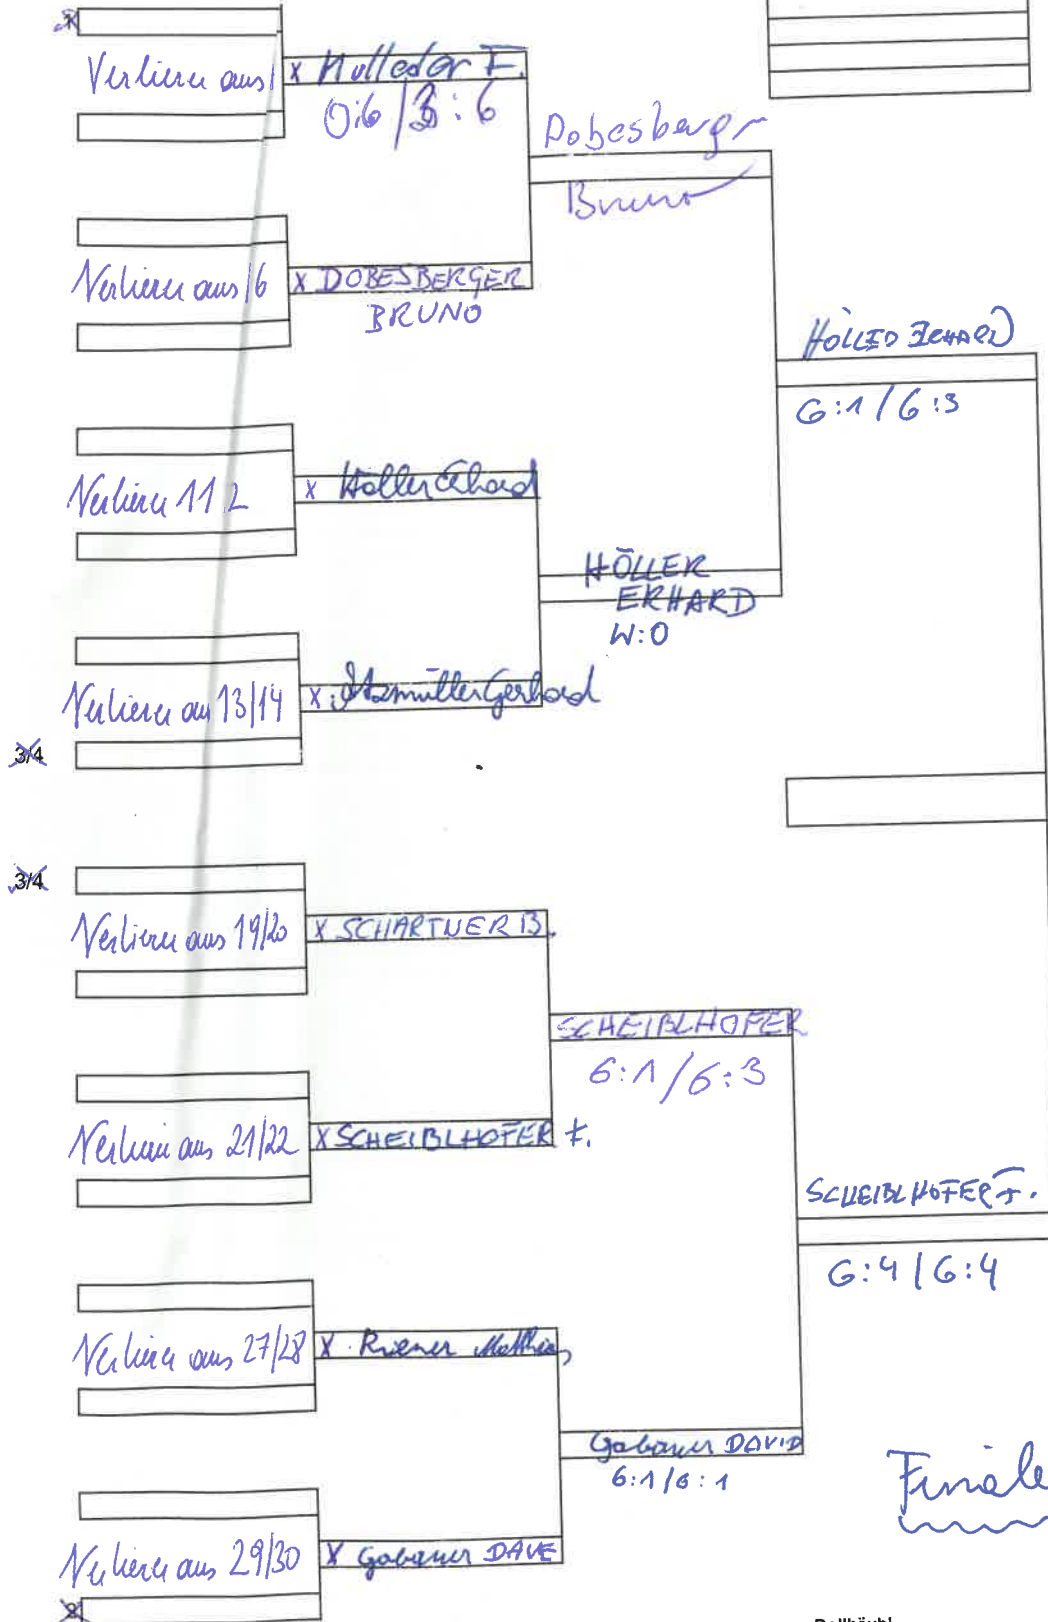 Verlierer aus 1
x Mulleder F.
0:6 / 3:6
Dobesberger
Bruno
Verlierer aus 16
x DOBESBERGER
BRUNO
HÖLLER ERHARD
6:1 / 6:3
Verlierer 11 2
x Höller Erhard
HÖLLER
ERHARD
W:0
Verlierer aus 13/14
x Atzmüller Gerhard
3/4
3/4
Verlierer aus 19/20
x SCHARTNER B.
SCHEIBLHOFER
6:1/6:3
Verlierer aus 21/22
x SCHEIBLHOFER F.
SCHEIBLHOFER F.
6:4 / 6:4
Verlierer aus 27/28
x Riener Matthias
Gabauer DAVID
6:1/6:1
Finale
Verlierer aus 29/30
x Gabauer DAVE